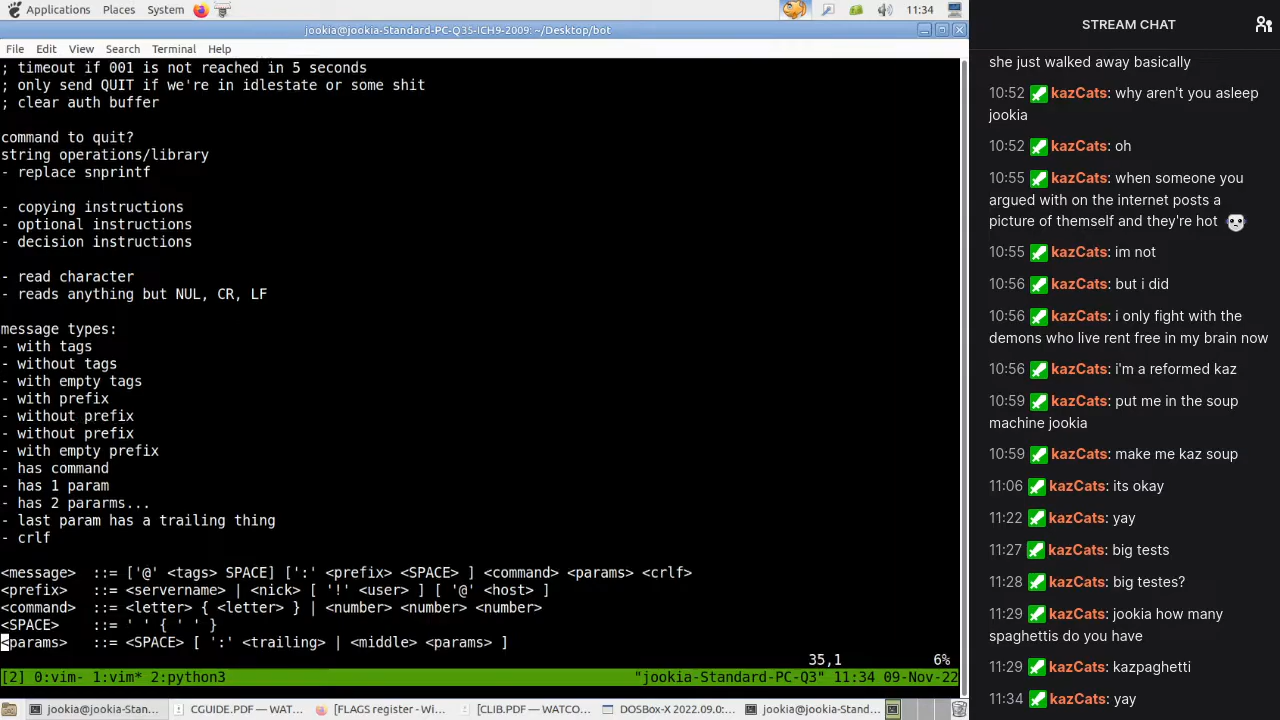 Applications Places System 11:34
jookia@jookia-Standard-PC-Q35-ICH9-2009: ~/Desktop/bot
File Edit View Search Terminal Help
; timeout if 001 is not reached in 5 seconds
; only send QUIT if we're in idlestate or some shit
; clear auth buffer
command to quit?
string operations/library
- replace snprintf
- copying instructions
- optional instructions
- decision instructions
- read character
- reads anything but NUL, CR, LF
message types:
- with tags
- without tags
- with empty tags
- with prefix
- without prefix
- without prefix
- with empty prefix
- has command
- has 1 param
- has 2 pararms...
- last param has a trailing thing
- crlf
<message>  ::= ['@' <tags> SPACE] [':' <prefix> <SPACE> ] <command> <params> <crlf>
<prefix>   ::= <servername> | <nick> [ '!' <user> ] [ '@' <host> ]
<command>  ::= <letter> { <letter> } | <number> <number> <number>
<SPACE>    ::= ' ' { ' ' }
<params>   ::= <SPACE> [ ':' <trailing> | <middle> <params> ]
35,1 6%
[2] 0:vim- 1:vim* 2:python3 "jookia-Standard-PC-Q3" 11:34 09-Nov-22
jookia@jookia-Stan... CGUIDE.PDF — WAT... [FLAGS register - Wi... [CLIB.PDF — WATCO... DOSBox-X 2022.09.0:... jookia@jookia-Stand...
STREAM CHAT
she just walked away basically
10:52 kazCats: why aren't you asleep
jookia
10:52 kazCats: oh
10:55 kazCats: when someone you
argued with on the internet posts a
picture of themself and they're hot
10:55 kazCats: im not
10:56 kazCats: but i did
10:56 kazCats: i only fight with the
demons who live rent free in my brain now
10:56 kazCats: i'm a reformed kaz
10:59 kazCats: put me in the soup
machine jookia
10:59 kazCats: make me kaz soup
11:06 kazCats: its okay
11:22 kazCats: yay
11:27 kazCats: big tests
11:28 kazCats: big testes?
11:29 kazCats: jookia how many
spaghettis do you have
11:29 kazCats: kazpaghetti
11:34 kazCats: yay